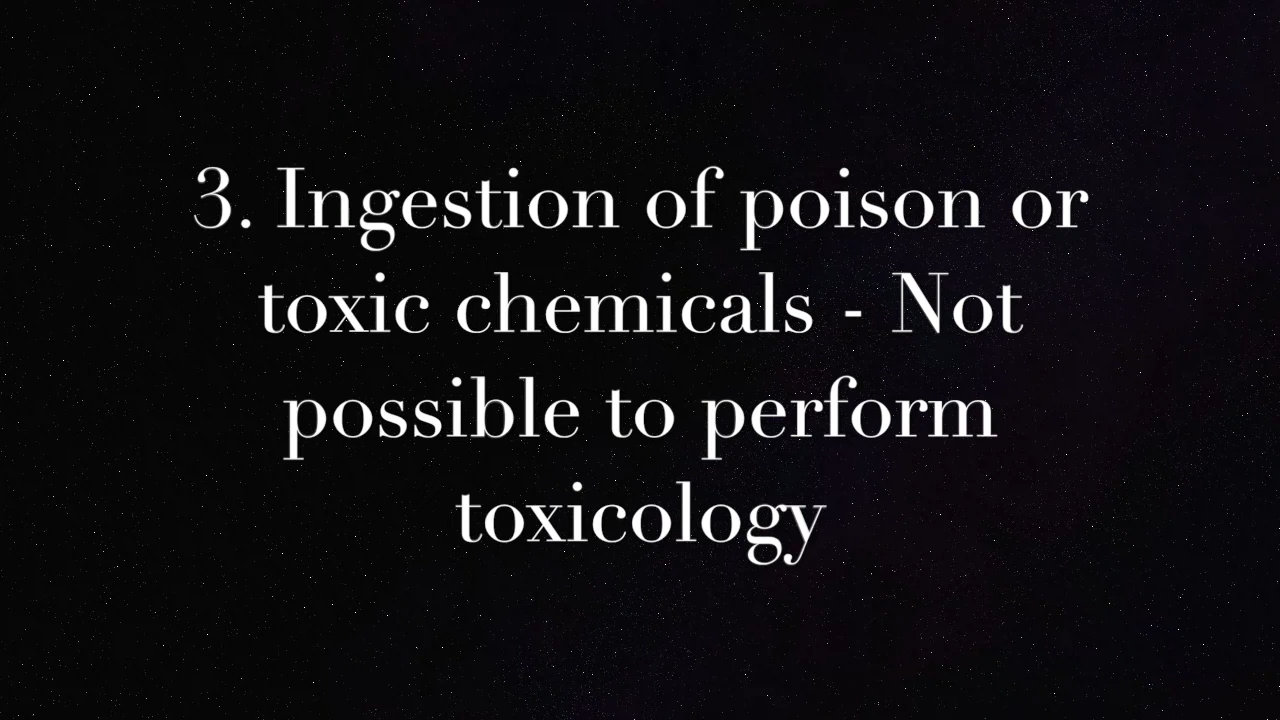 3. Ingestion of poison or
toxic chemicals - Not
possible to perform
toxicology